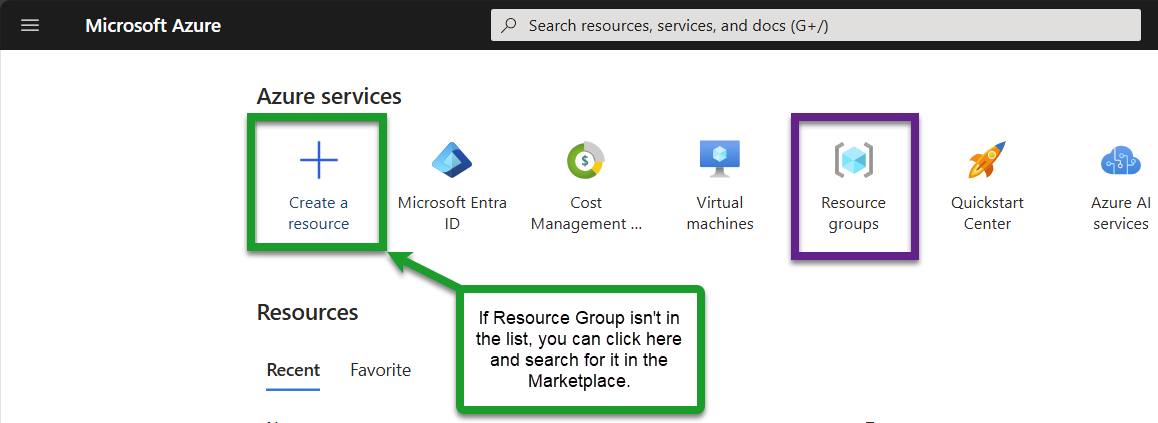 Microsoft Azure
Search resources, services, and docs (G+/)
Azure services
Create a
resource
Microsoft Entra
ID
Cost
Management ...
Virtual
machines
Resource
groups
Quickstart
Center
Azure AI
services
If Resource Group isn't in
the list, you can click here
and search for it in the
Marketplace.
Resources
Recent
Favorite